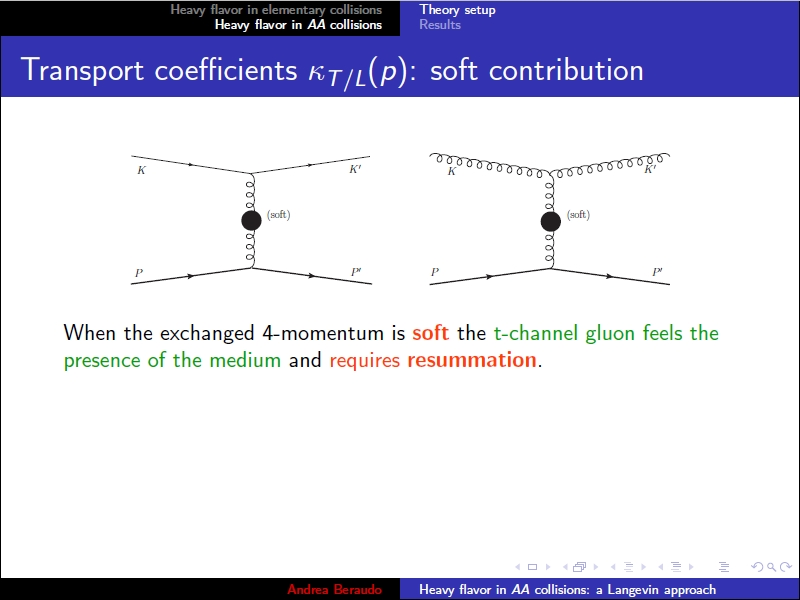 Heavy flavor in elementary collisions
Heavy flavor in AA collisions
Theory setup
Results
Transport coefficients κT/L(p): soft contribution
K K′
(soft)
P P′
K K′
(soft)
P P′
When the exchanged 4-momentum is soft the t-channel gluon feels the
presence of the medium and requires resummation.
Andrea Beraudo
Heavy flavor in AA collisions: a Langevin approach